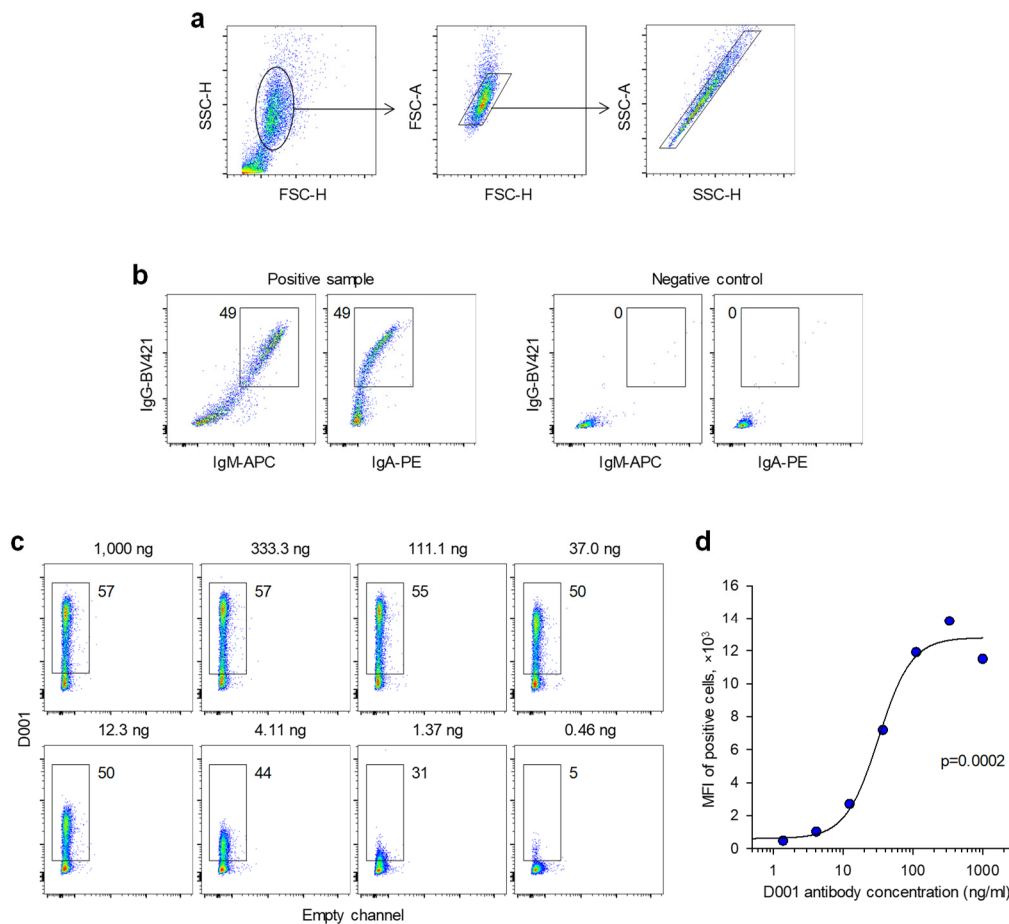 a
SSC-H
FSC-H
FSC-A
FSC-H
SSC-A
SSC-H
b
Positive sample
Negative control
49
49
0
0
IgG-BV421
IgM-APC
IgA-PE
IgG-BV421
IgM-APC
IgA-PE
c
1,000 ng
333.3 ng
111.1 ng
37.0 ng
57
57
55
50
D001
12.3 ng
4.11 ng
1.37 ng
0.46 ng
50
44
31
5
Empty channel
d
MFI of positive cells, ×10³
16
14
12
10
8
6
4
2
0
p=0.0002
1
10
100
1000
D001 antibody concentration (ng/ml)